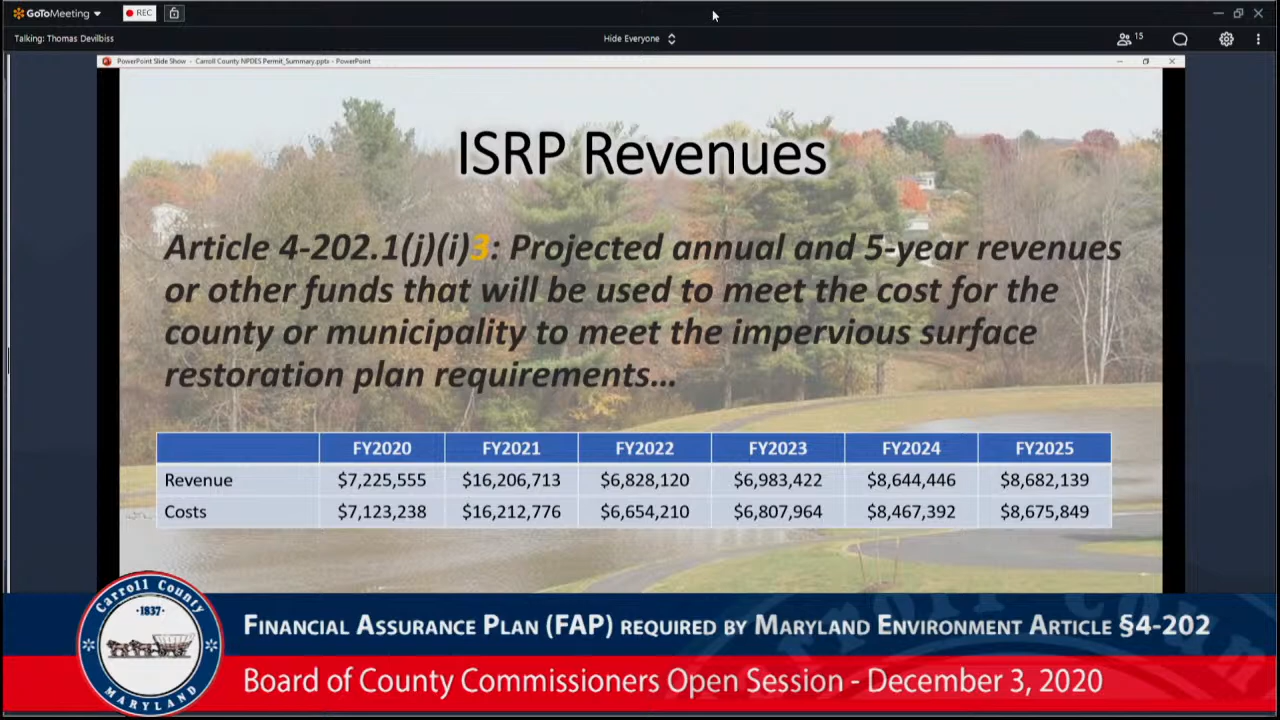 GoToMeeting
REC
Talking: Thomas Devilbiss
Hide Everyone
15
PowerPoint Slide Show - Carroll County NPDES Permit_Summary.pptx - PowerPoint
ISRP Revenues
Article 4-202.1(j)(i)3: Projected annual and 5-year revenues
or other funds that will be used to meet the cost for the
county or municipality to meet the impervious surface
restoration plan requirements…
FY2020 FY2021 FY2022 FY2023 FY2024 FY2025
Revenue $7,225,555 $16,206,713 $6,828,120 $6,983,422 $8,644,446 $8,682,139
Costs $7,123,238 $16,212,776 $6,654,210 $6,807,964 $8,467,392 $8,675,849
Carroll County
·1837·
MARYLAND
FINANCIAL ASSURANCE PLAN (FAP) REQUIRED BY MARYLAND ENVIRONMENT ARTICLE §4-202
Board of County Commissioners Open Session - December 3, 2020